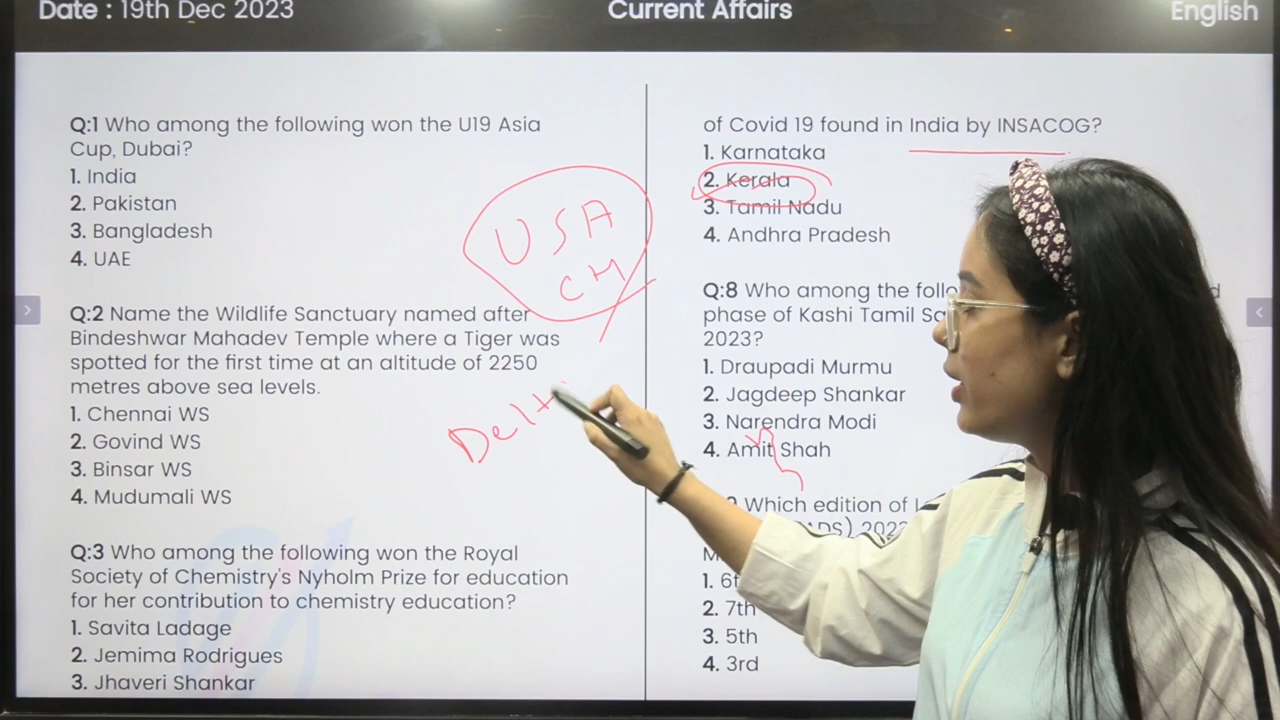 Date : 19th Dec 2023
Current Affairs
English
Q:1 Who among the following won the U19 Asia
Cup, Dubai?
1. India
2. Pakistan
3. Bangladesh
4. UAE
Q:2 Name the Wildlife Sanctuary named after
Bindeshwar Mahadev Temple where a Tiger was
spotted for the first time at an altitude of 2250
metres above sea levels.
1. Chennai WS
2. Govind WS
3. Binsar WS
4. Mudumali WS
Q:3 Who among the following won the Royal
Society of Chemistry's Nyholm Prize for education
for her contribution to chemistry education?
1. Savita Ladage
2. Jemima Rodrigues
3. Jhaveri Shankar
USA
CH
Delt
of Covid 19 found in India by INSACOG?
1. Karnataka
2. Kerala
3. Tamil Nadu
4. Andhra Pradesh
Q:8 Who among the follo
phase of Kashi Tamil Sa
2023?
1. Draupadi Murmu
2. Jagdeep Shankar
3. Narendra Modi
4. Amit Shah
Which edition of
ADS) 2023
1. 6t
2. 7th
3. 5th
4. 3rd